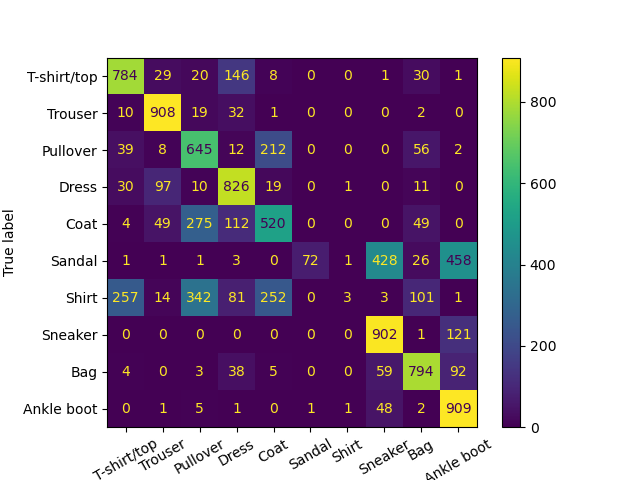 T-shirt/top 784 29 20 146 8 0 0 1 30 1
Trouser 10 908 19 32 1 0 0 0 2 0
Pullover 39 8 645 12 212 0 0 0 56 2
Dress 30 97 10 826 19 0 1 0 11 0
Coat 4 49 275 112 520 0 0 0 49 0
Sandal 1 1 1 3 0 72 1 428 26 458
Shirt 257 14 342 81 252 0 3 3 101 1
Sneaker 0 0 0 0 0 0 0 902 1 121
Bag 4 0 3 38 5 0 0 59 794 92
Ankle boot 0 1 5 1 0 1 1 48 2 909
T-shirt/top Trouser Pullover Dress Coat Sandal Shirt Sneaker Bag Ankle boot
True label
800
600
400
200
0